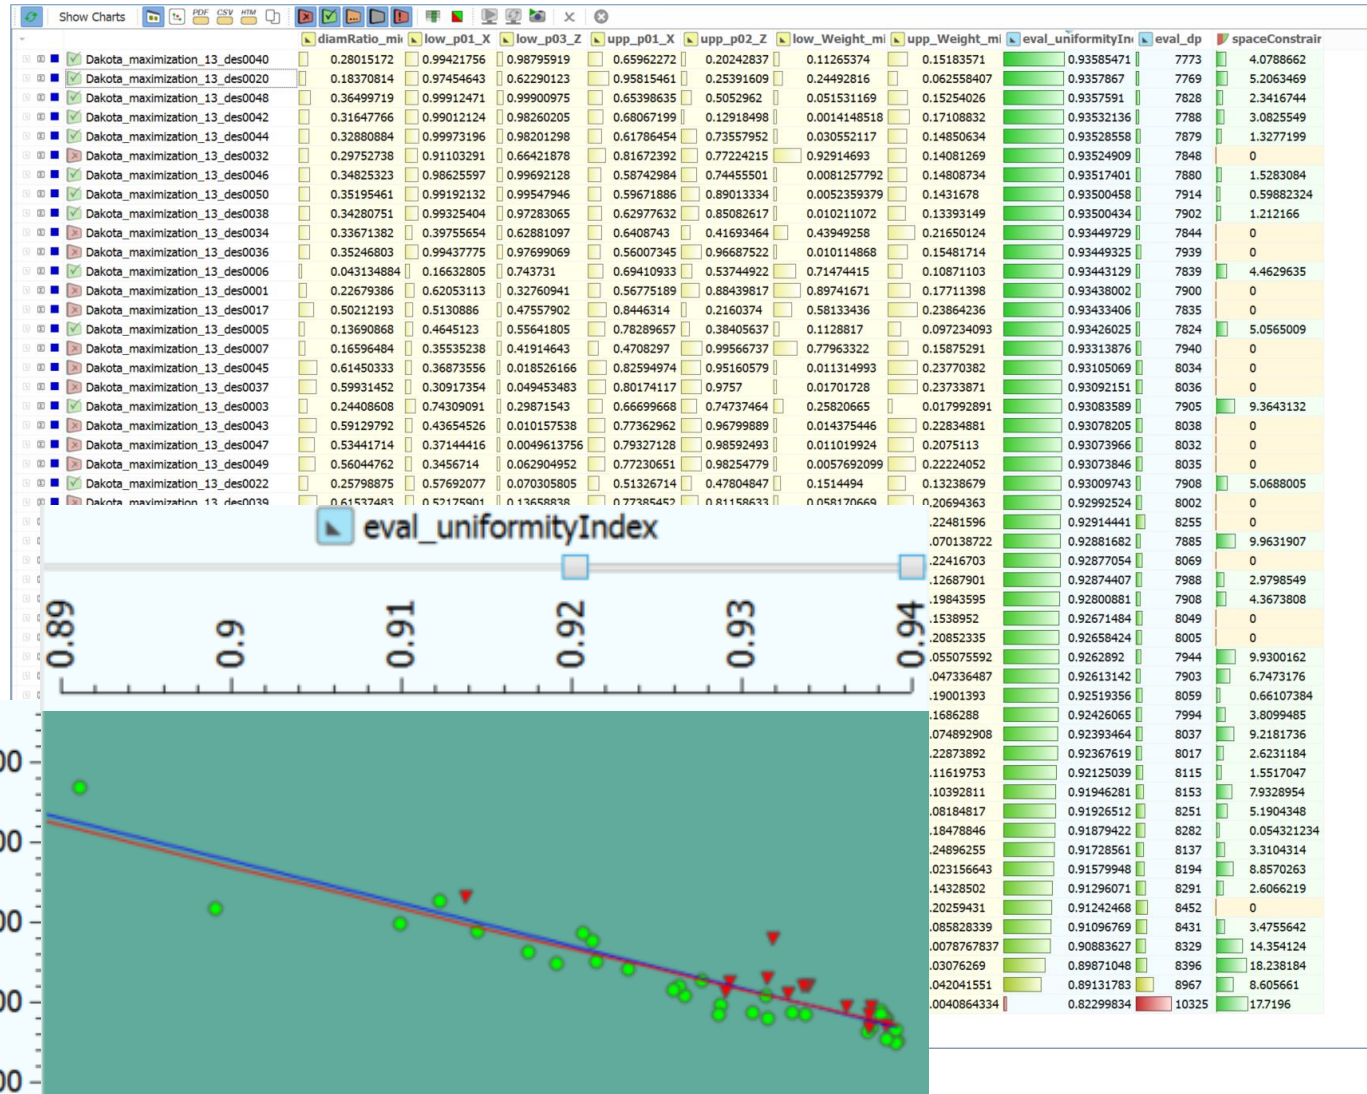 Show Charts PDF CSV HTM
diamRatio_mi low_p01_X low_p03_Z upp_p01_X upp_p02_Z low_Weight_mi upp_Weight_mi eval_uniformityIn eval_dp spaceConstrair
Dakota_maximization_13_des0040 0.28015172 0.99421756 0.98795919 0.65962272 0.20242837 0.11265374 0.15183571 0.93585471 7773 4.0788662
Dakota_maximization_13_des0020 0.18370814 0.97454643 0.62290123 0.95815461 0.25391609 0.24492816 0.062558407 0.9357867 7769 5.2063469
Dakota_maximization_13_des0048 0.36499719 0.99912471 0.99900975 0.65398635 0.5052962 0.051531169 0.15254026 0.9357591 7828 2.3416744
Dakota_maximization_13_des0042 0.31647766 0.99012124 0.98260205 0.68067199 0.12918498 0.0014148518 0.17108832 0.93532136 7788 3.0825549
Dakota_maximization_13_des0044 0.32880884 0.99973196 0.98201298 0.61786454 0.73557952 0.030552117 0.14850634 0.93528558 7879 1.3277199
Dakota_maximization_13_des0032 0.29752738 0.91103291 0.66421878 0.81672392 0.77224215 0.92914693 0.14081269 0.93524909 7848 0
Dakota_maximization_13_des0046 0.34825323 0.98625597 0.99692128 0.58742984 0.74455501 0.0081257792 0.14808734 0.93517401 7880 1.5283084
Dakota_maximization_13_des0050 0.35195461 0.99192132 0.99547946 0.59671886 0.89013334 0.0052359379 0.1431678 0.93500458 7914 0.59882324
Dakota_maximization_13_des0038 0.34280751 0.99325404 0.97283065 0.62977632 0.85082617 0.010211072 0.13393149 0.93500434 7902 1.212166
Dakota_maximization_13_des0034 0.33671382 0.39755654 0.62881097 0.6408743 0.41693464 0.43949258 0.21650124 0.93449729 7844 0
Dakota_maximization_13_des0036 0.35246803 0.99437775 0.97699069 0.56007345 0.96687522 0.010114868 0.15481714 0.93449325 7939 0
Dakota_maximization_13_des0006 0.043134884 0.16632805 0.743731 0.69410933 0.53744922 0.71474415 0.10871103 0.93443129 7839 4.4629635
Dakota_maximization_13_des0001 0.22679386 0.62053113 0.32760941 0.56775189 0.88439817 0.89741671 0.17711398 0.93438002 7900 0
Dakota_maximization_13_des0017 0.50212193 0.5130886 0.47557902 0.8446314 0.2160374 0.58133436 0.23864236 0.93433406 7835 0
Dakota_maximization_13_des0005 0.13690868 0.4645123 0.55641805 0.78289657 0.38405637 0.1128817 0.097234093 0.93426025 7824 5.0565009
Dakota_maximization_13_des0007 0.16596484 0.35535238 0.41914643 0.4708297 0.99566737 0.77963322 0.15875291 0.93313876 7940 0
Dakota_maximization_13_des0045 0.61450333 0.36873556 0.018526166 0.82594974 0.95160579 0.011314993 0.23770382 0.93105069 8034 0
Dakota_maximization_13_des0037 0.59931452 0.30917354 0.049453483 0.80174117 0.9757 0.01701728 0.23733871 0.93092151 8036 0
Dakota_maximization_13_des0003 0.24408608 0.74309091 0.29871543 0.66699668 0.74737464 0.25820665 0.017992891 0.93083589 7905 9.3643132
Dakota_maximization_13_des0043 0.59129792 0.43654526 0.010157538 0.77362962 0.96799889 0.014375446 0.22834881 0.93078205 8038 0
Dakota_maximization_13_des0047 0.53441714 0.37144416 0.0049613756 0.79327128 0.98592493 0.011019924 0.2075113 0.93073966 8032 0
Dakota_maximization_13_des0049 0.56044762 0.3456714 0.062904952 0.77230651 0.98254779 0.0057692099 0.22224052 0.93073846 8035 0
Dakota_maximization_13_des0022 0.25798875 0.57692077 0.070305805 0.51326714 0.47804847 0.1514494 0.13238679 0.93009743 7908 5.0688005
Dakota_maximization_13_des0039 0.61537483 0.52175901 0.13658838 0.77385452 0.81158633 0.058170669 0.20694363 0.92992524 8002 0
.22481596 0.92914441 8255 0
.070138722 0.92881682 7885 9.9631907
.22416703 0.92877054 8069 0
.12687901 0.92874407 7988 2.9798549
.19843595 0.92800881 7908 4.3673808
.1538952 0.92671484 8049 0
.20852335 0.92658424 8005 0
.055075592 0.9262892 7944 9.9300162
.047336487 0.92613142 7903 6.7473176
.19001393 0.92519356 8059 0.66107384
.1686288 0.92426065 7994 3.8099485
.074892908 0.92393464 8037 9.2181736
.22873892 0.92367619 8017 2.6231184
.11619753 0.92125039 8115 1.5517047
.10392811 0.91946281 8153 7.9328954
.08184817 0.91926512 8251 5.1904348
.18478846 0.91879422 8282 0.054321234
.24896255 0.91728561 8137 3.3104314
.023156643 0.91579948 8194 8.8570263
.14328502 0.91296071 8291 2.6066219
.20259431 0.91242468 8452 0
.085828339 0.91096769 8431 3.4755642
.0078767837 0.90883627 8329 14.354124
.03076269 0.89871048 8396 18.238184
.042041551 0.89131783 8967 8.605661
.0040864334 0.82299834 10325 17.7196
eval_uniformityIndex
0.89 0.9 0.91 0.92 0.93 0.94
00
00
00
00
00